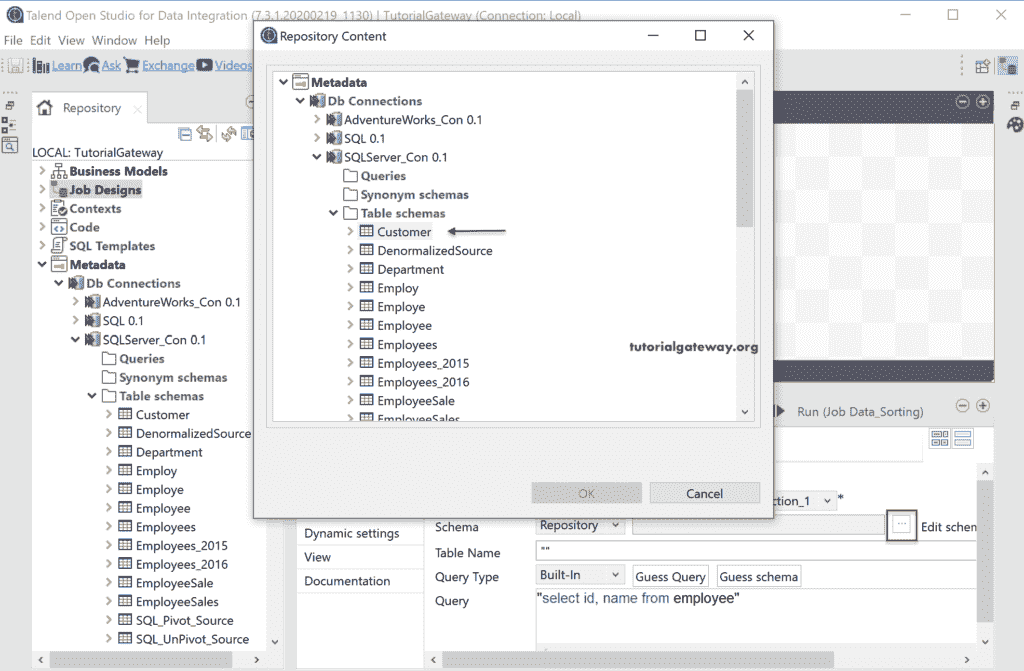 Talend Open Studio for Data Integration (7.3.1.20200219_1130) | TutorialGateway (Connection: Local)
File Edit View Window Help
Learn Ask Exchange Videos
Repository
LOCAL: TutorialGateway
Business Models
Job Designs
Contexts
Code
SQL Templates
Metadata
Db Connections
AdventureWorks_Con 0.1
SQL 0.1
SQLServer_Con 0.1
Queries
Synonym schemas
Table schemas
Customer
DenormalizedSource
Department
Employ
Employe
Employee
Employees
Employees_2015
Employees_2016
EmployeeSale
EmployeeSales
SQL_Pivot_Source
SQL_UnPivot_Source
Repository Content
Metadata
Db Connections
AdventureWorks_Con 0.1
SQL 0.1
SQLServer_Con 0.1
Queries
Synonym schemas
Table schemas
Customer
DenormalizedSource
Department
Employ
Employe
Employee
Employees
Employees_2015
Employees_2016
EmployeeSale
EmployeeSales
tutorialgateway.org
OK Cancel
Run (Job Data_Sorting)
ction_1 *
Dynamic settings
View
Documentation
Schema Repository ... Edit schem
Table Name ""
Query Type Built-In Guess Query Guess schema
Query "select id, name from employee"